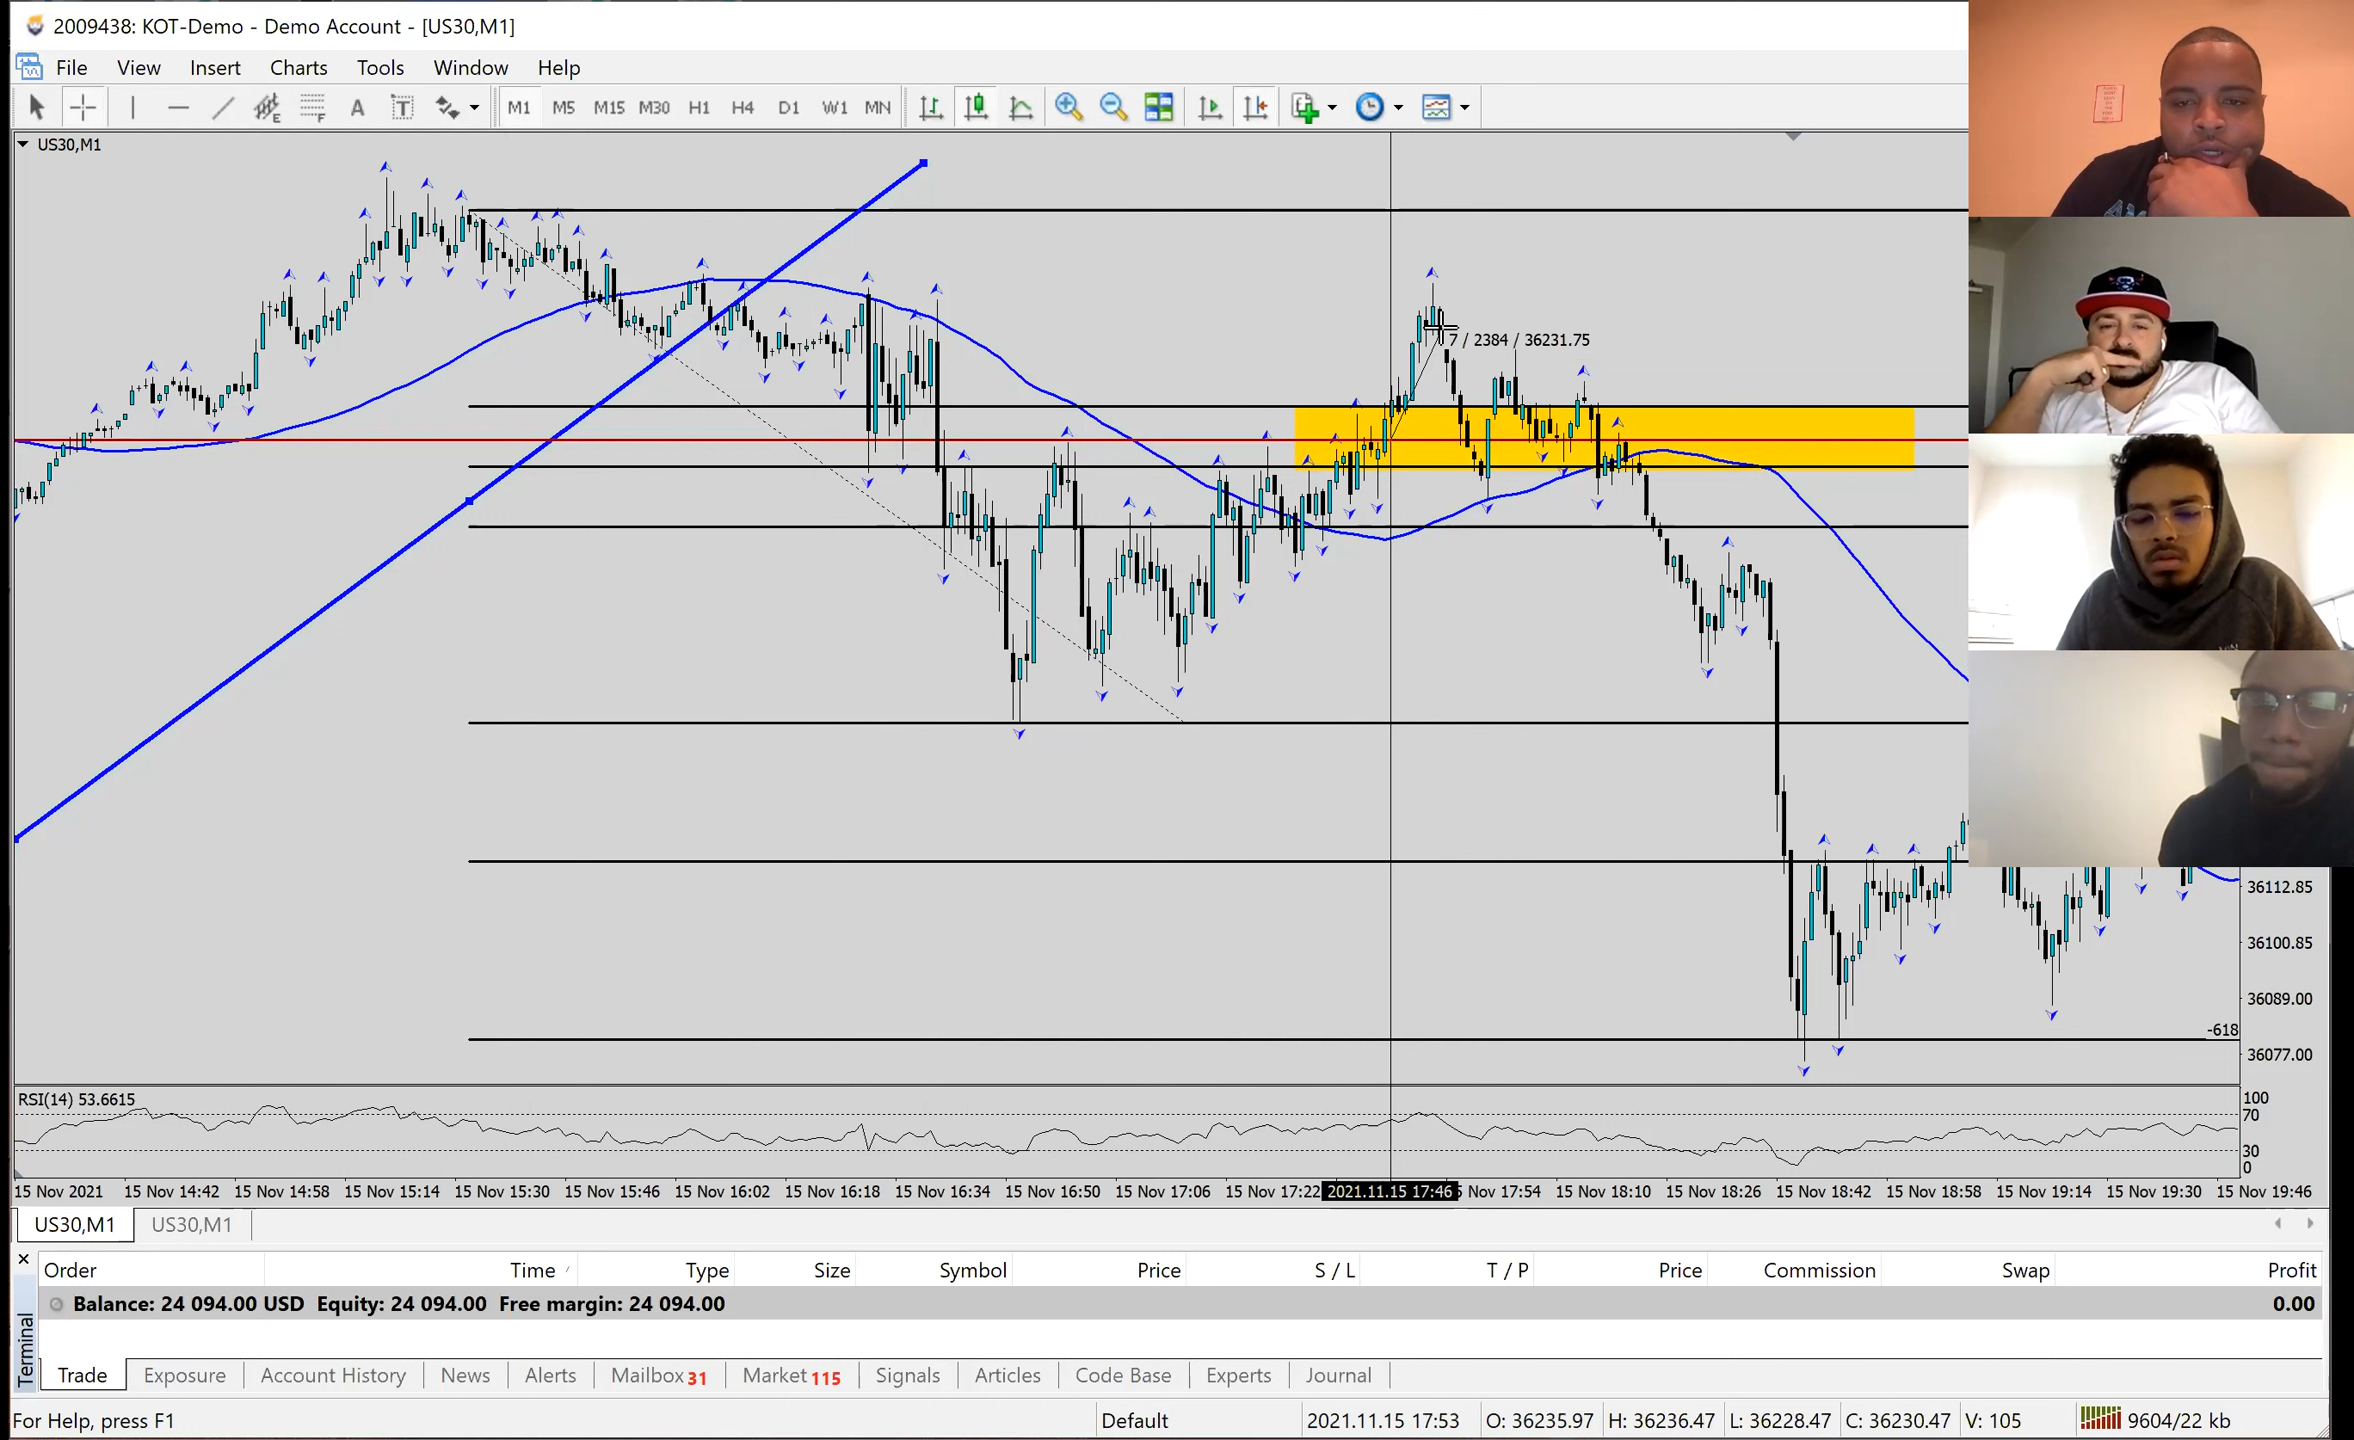 2009438: KOT-Demo - Demo Account - [US30,M1]
File View Insert Charts Tools Window Help
A T E F M1 M5 M15 M30 H1 H4 D1 W1 MN
US30,M1
7 / 2384 / 36231.75
36112.85
36100.85
36089.00
-618
36077.00
RSI(14) 53.6615
100
70
30
0
15 Nov 2021 15 Nov 14:42 15 Nov 14:58 15 Nov 15:14 15 Nov 15:30 15 Nov 15:46 15 Nov 16:02 15 Nov 16:18 15 Nov 16:34 15 Nov 16:50 15 Nov 17:06 15 Nov 17:22 2021.11.15 17:46 Nov 17:54 15 Nov 18:10 15 Nov 18:26 15 Nov 18:42 15 Nov 18:58 15 Nov 19:14 15 Nov 19:30 15 Nov 19:46
US30,M1 US30,M1
Order Time Type Size Symbol Price S / L T / P Price Commission Swap Profit
Balance: 24 094.00 USD Equity: 24 094.00 Free margin: 24 094.00 0.00
Terminal
Trade Exposure Account History News Alerts Mailbox 31 Market 115 Signals Articles Code Base Experts Journal
For Help, press F1 Default 2021.11.15 17:53 O: 36235.97 H: 36236.47 L: 36228.47 C: 36230.47 V: 105 9604/22 kb